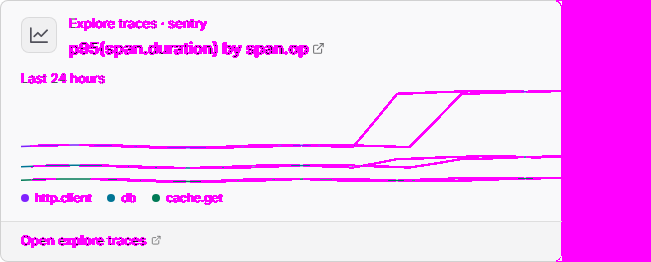 Explore traces · sentry
p95(span.duration) by span.op
Last 24 hours
http.client db cache.get
Open explore traces